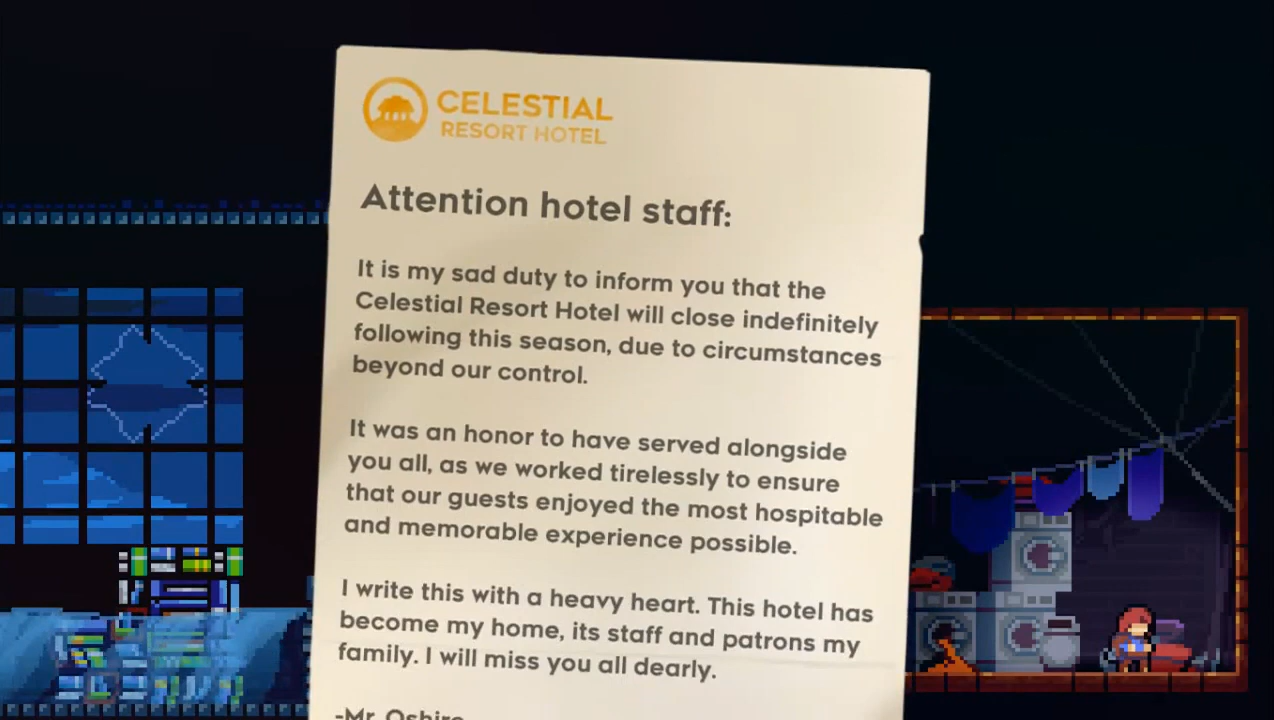 CELESTIAL
RESORT HOTEL
Attention hotel staff:
It is my sad duty to inform you that the
Celestial Resort Hotel will close indefinitely
following this season, due to circumstances
beyond our control.
It was an honor to have served alongside
you all, as we worked tirelessly to ensure
that our guests enjoyed the most hospitable
and memorable experience possible.
I write this with a heavy heart. This hotel has
become my home, its staff and patrons my
family. I will miss you all dearly.
-Mr. Oshiro